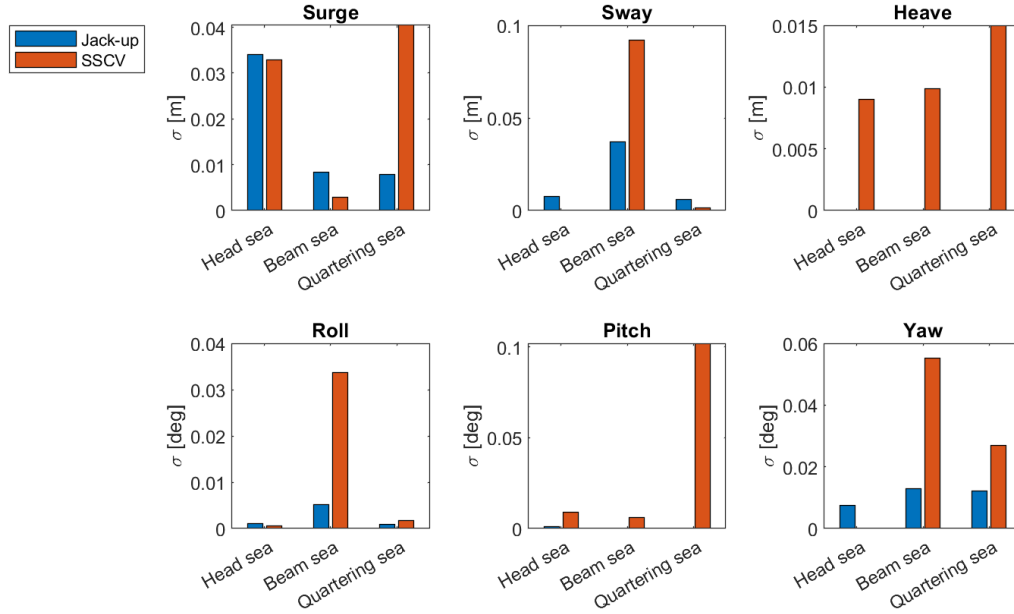 Jack-up
SSCV
Surge
σ [m]
0.04
0.03
0.02
0.01
0
Head sea
Beam sea
Quartering sea
Sway
σ [m]
0.1
0.05
0
Head sea
Beam sea
Quartering sea
Heave
σ [m]
0.015
0.01
0.005
0
Head sea
Beam sea
Quartering sea
Roll
σ [deg]
0.04
0.03
0.02
0.01
0
Head sea
Beam sea
Quartering sea
Pitch
σ [deg]
0.1
0.05
0
Head sea
Beam sea
Quartering sea
Yaw
σ [deg]
0.06
0.04
0.02
0
Head sea
Beam sea
Quartering sea